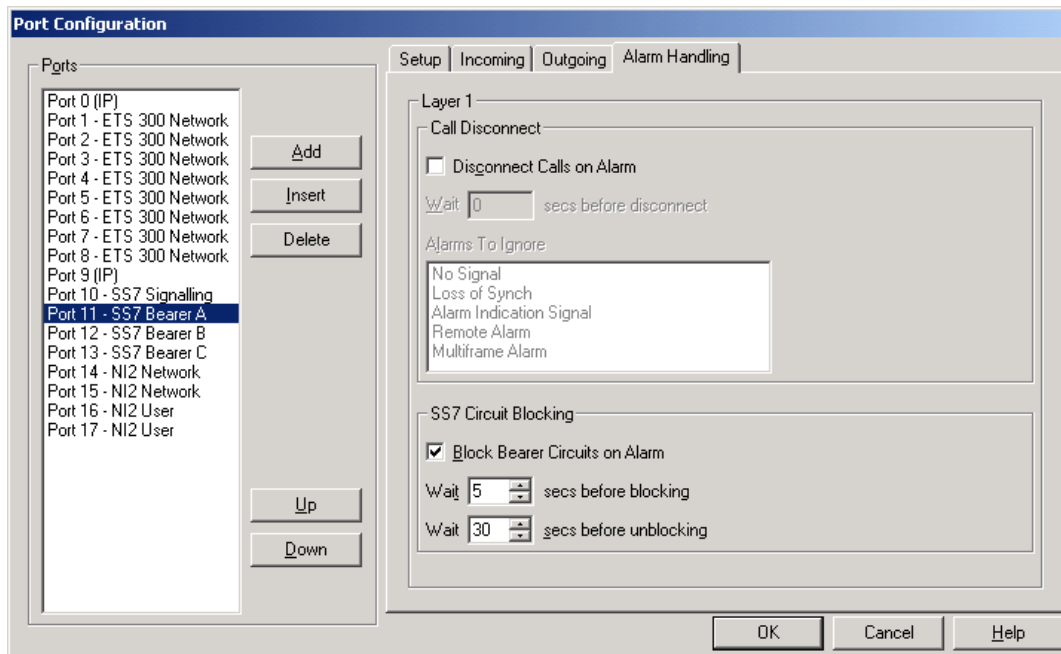 Port Configuration
Ports
Port 0 (IP)
Port 1 - ETS 300 Network
Port 2 - ETS 300 Network
Port 3 - ETS 300 Network
Port 4 - ETS 300 Network
Port 5 - ETS 300 Network
Port 6 - ETS 300 Network
Port 7 - ETS 300 Network
Port 8 - ETS 300 Network
Port 9 (IP)
Port 10 - SS7 Signalling
Port 11 - SS7 Bearer A
Port 12 - SS7 Bearer B
Port 13 - SS7 Bearer C
Port 14 - NI2 Network
Port 15 - NI2 Network
Port 16 - NI2 User
Port 17 - NI2 User
Add
Insert
Delete
Up
Down
Setup Incoming Outgoing Alarm Handling
Layer 1
Call Disconnect
Disconnect Calls on Alarm
Wait 0 secs before disconnect
Alarms To Ignore
No Signal
Loss of Synch
Alarm Indication Signal
Remote Alarm
Multiframe Alarm
SS7 Circuit Blocking
Block Bearer Circuits on Alarm
Wait 5 secs before blocking
Wait 30 secs before unblocking
OK Cancel Help